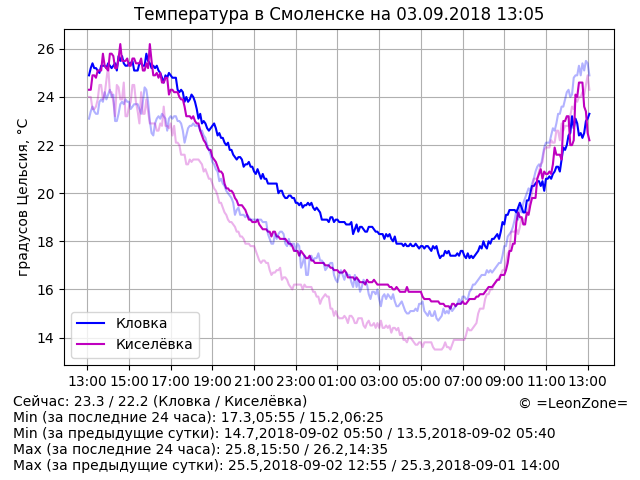 Температура в Смоленске на 03.09.2018 13:05
градусов Цельсия, °C
26
24
22
20
18
16
14
Кловка
Киселёвка
13:00 15:00 17:00 19:00 21:00 23:00 01:00 03:00 05:00 07:00 09:00 11:00 13:00
Сейчас: 23.3 / 22.2 (Кловка / Киселёвка)
© =LeonZone=
Min (за последние 24 часа): 17.3,05:55 / 15.2,06:25
Min (за предыдущие сутки): 14.7,2018-09-02 05:50 / 13.5,2018-09-02 05:40
Max (за последние 24 часа): 25.8,15:50 / 26.2,14:35
Max (за предыдущие сутки): 25.5,2018-09-02 12:55 / 25.3,2018-09-01 14:00